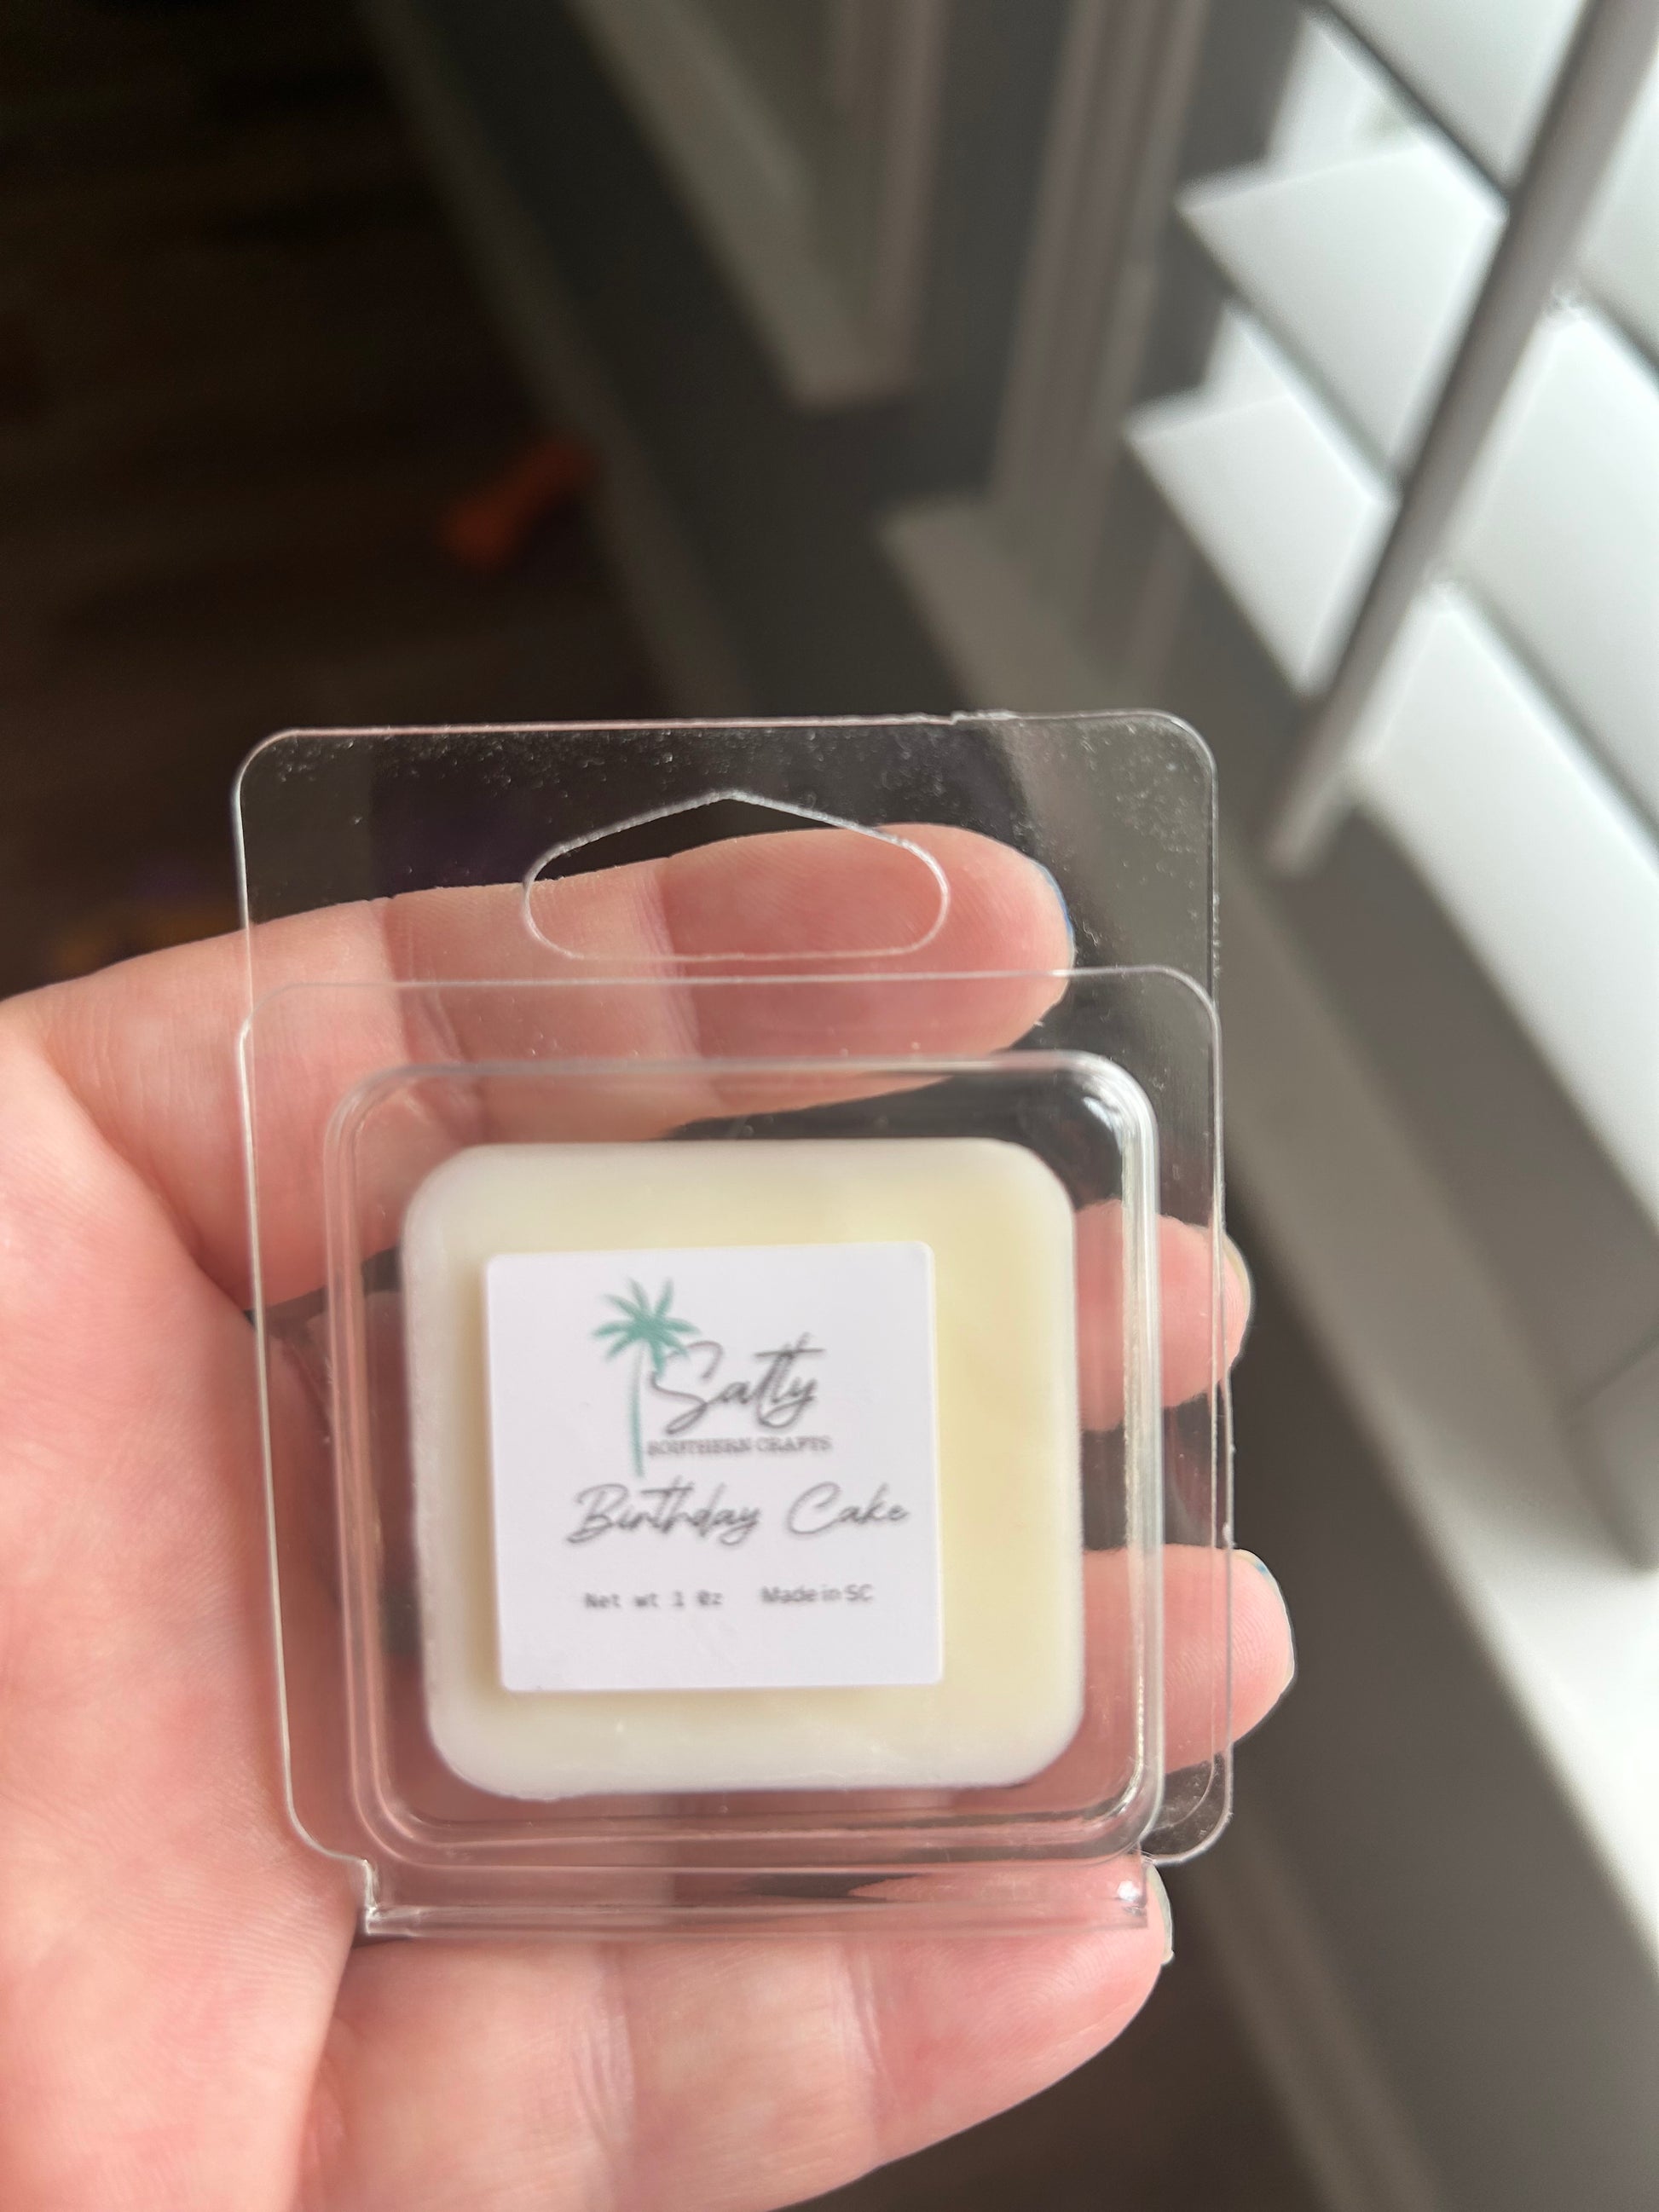 Salty
SOUTHERN CRAFTS
Birthday Cake
Net wt 1 Oz Made in SC